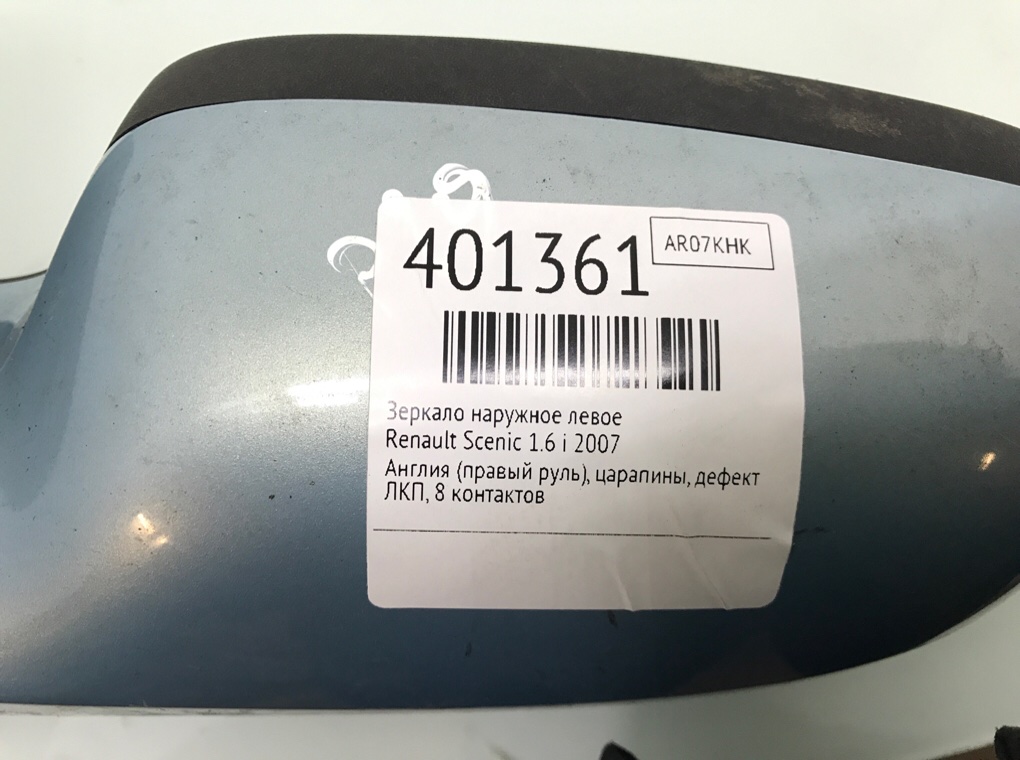 401361
AR07KHK
Зеркало наружное левое
Renault Scenic 1.6 i 2007
Англия (правый руль), царапины, дефект
ЛКП, 8 контактов